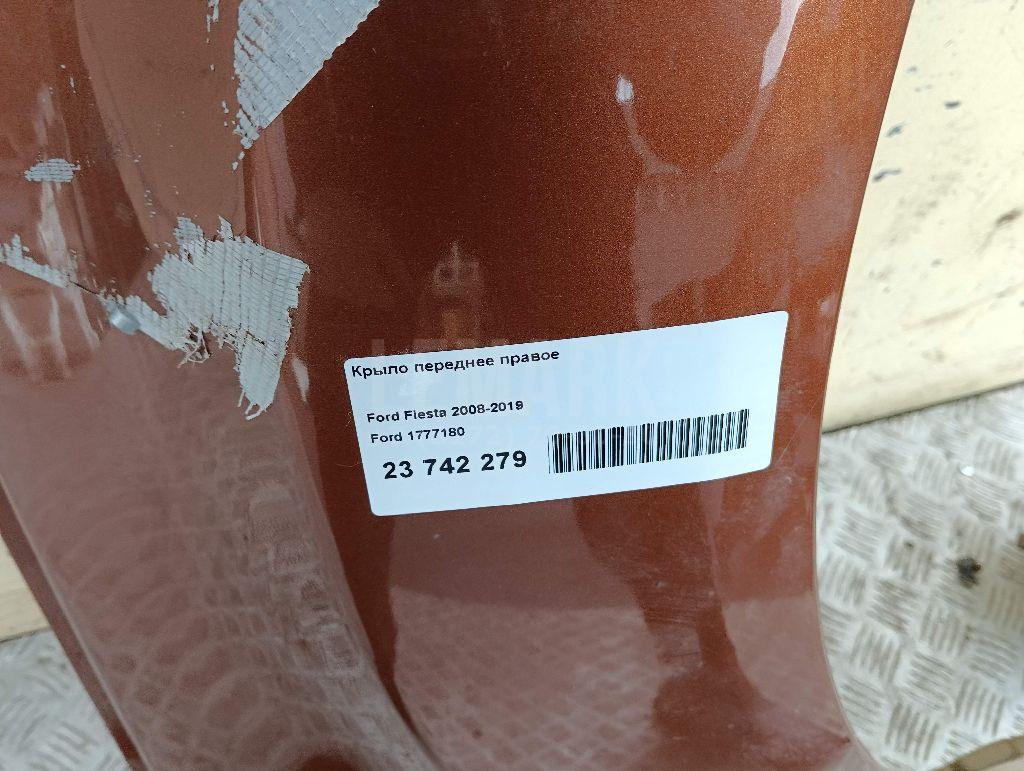 Крыло переднее правое
Ford Fiesta 2008-2019
Ford 1777180
23 742 279